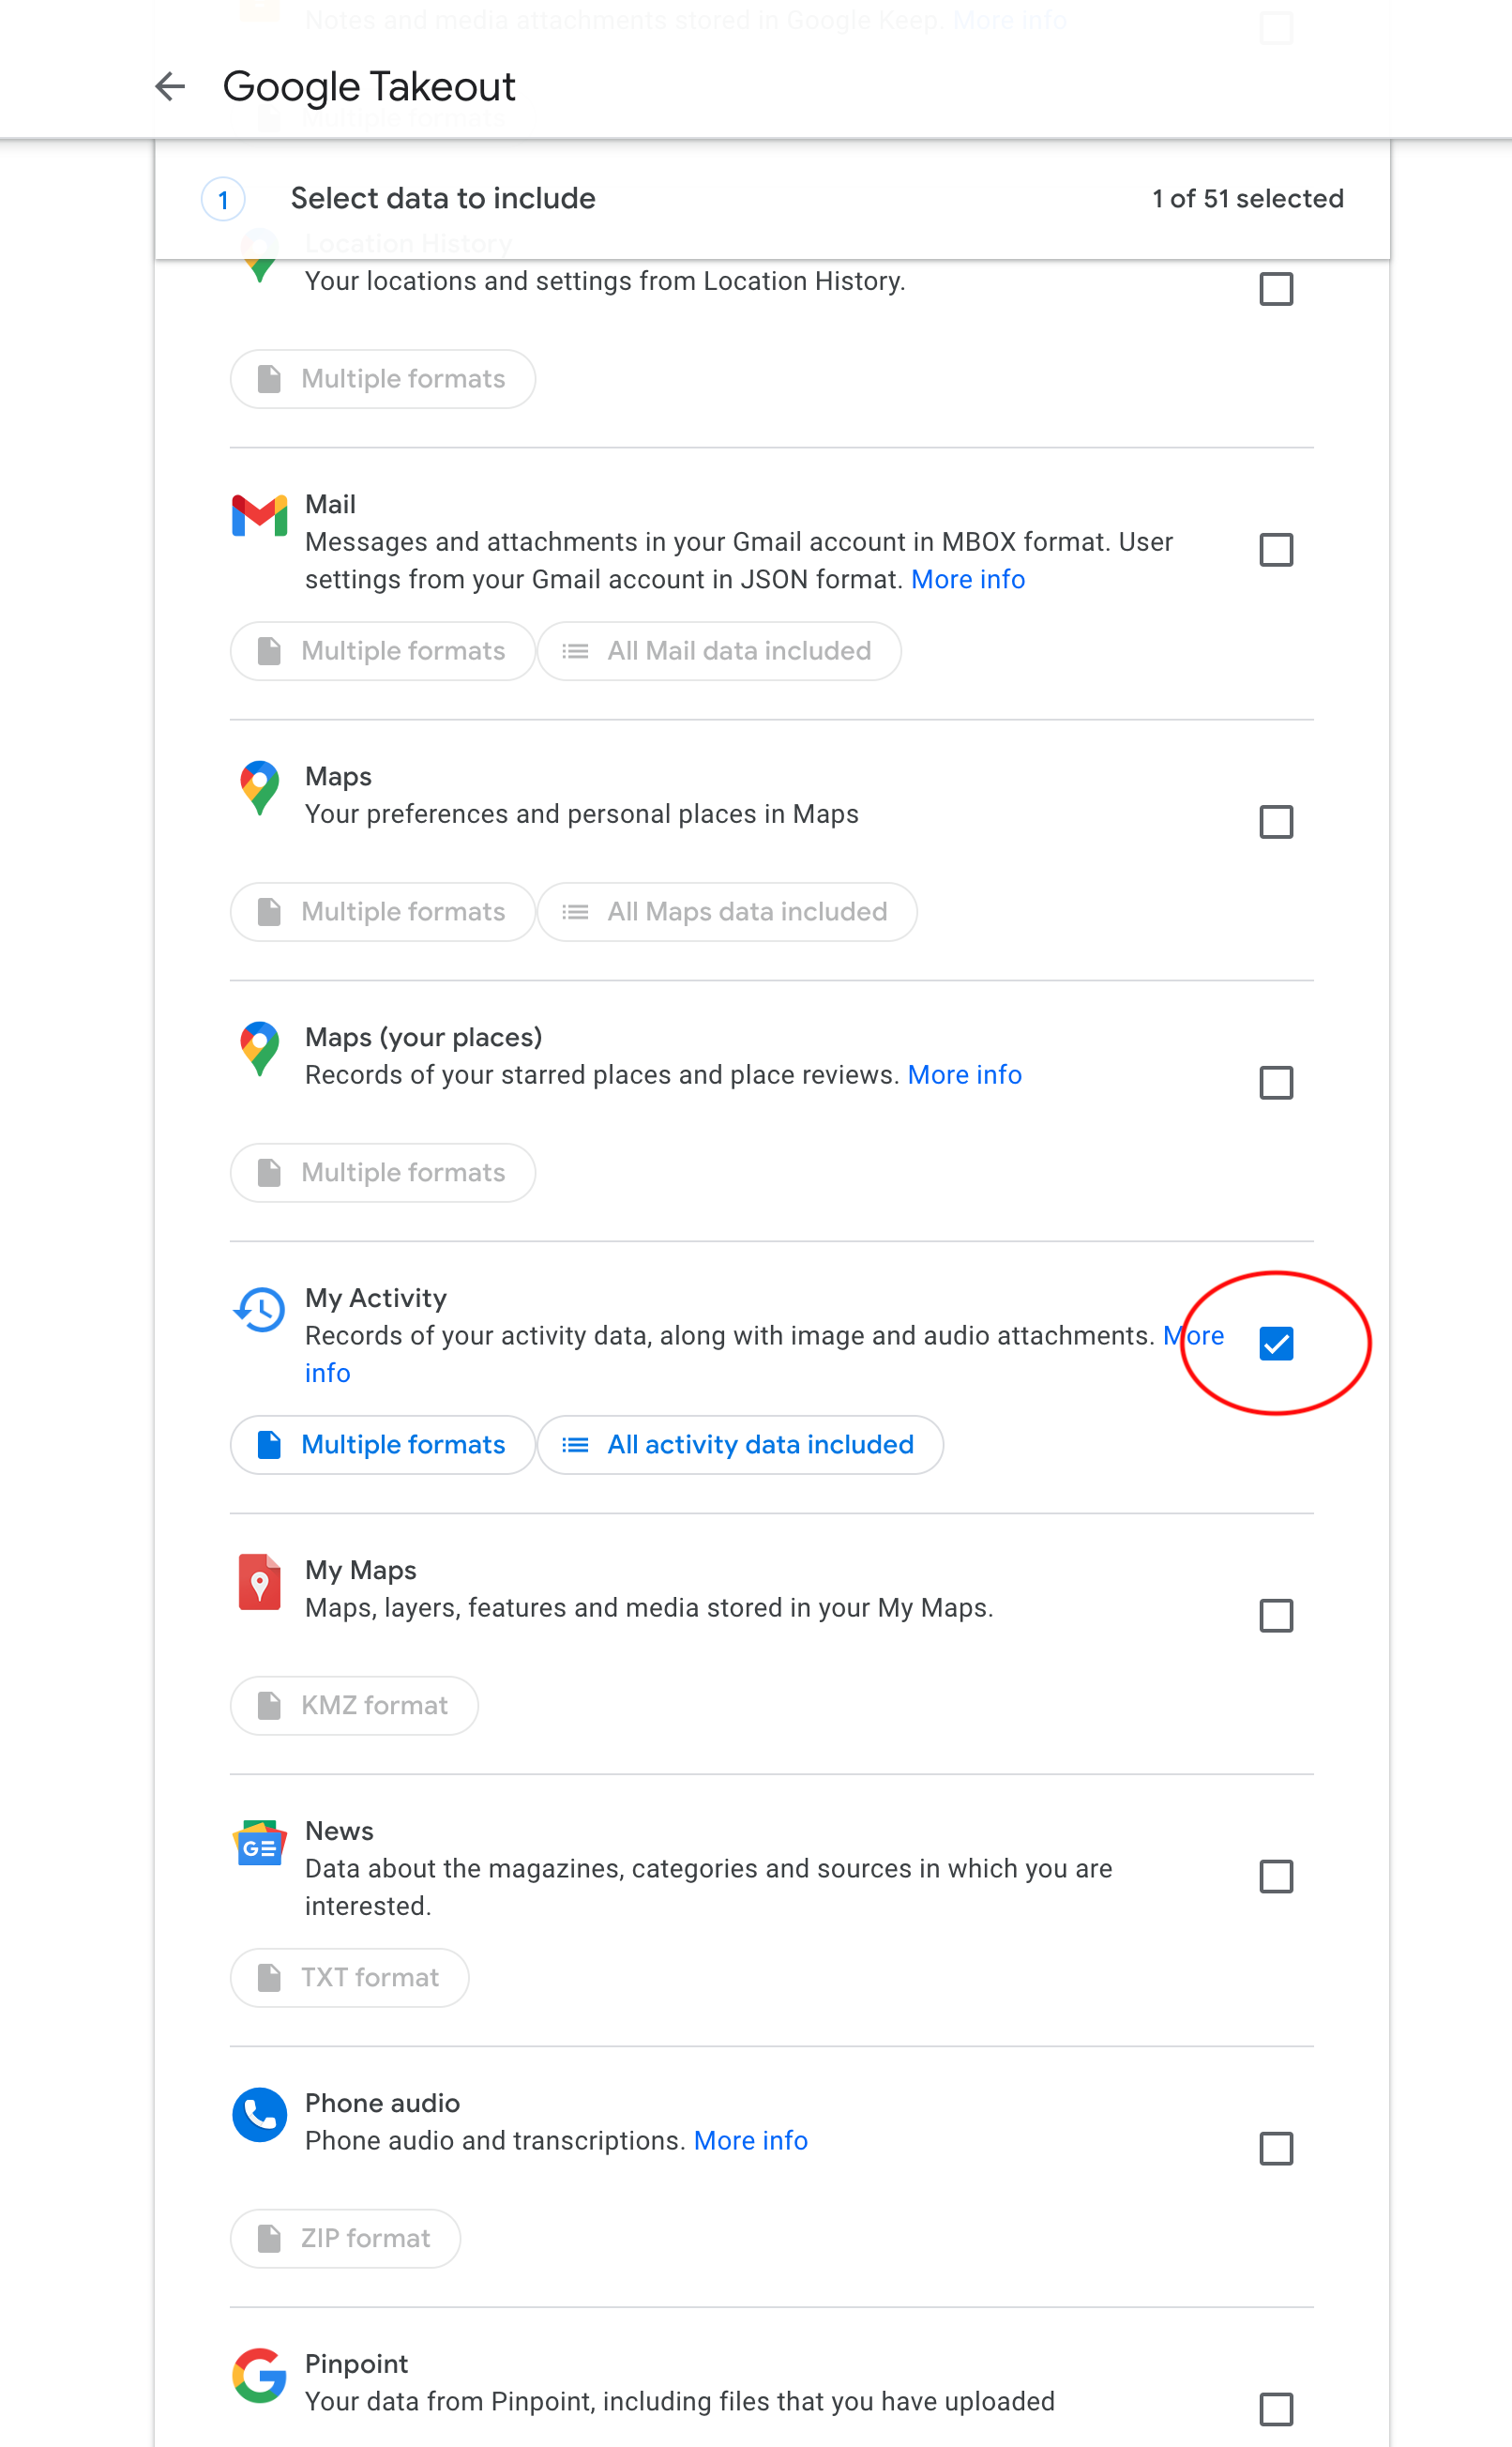 Notes and media attachments stored in Google Keep. More info
Google Takeout
Multiple formats
1 Select data to include 1 of 51 selected
Location History
Your locations and settings from Location History.
Multiple formats
Mail
Messages and attachments in your Gmail account in MBOX format. User
settings from your Gmail account in JSON format. More info
Multiple formats All Mail data included
Maps
Your preferences and personal places in Maps
Multiple formats All Maps data included
Maps (your places)
Records of your starred places and place reviews. More info
Multiple formats
My Activity
Records of your activity data, along with image and audio attachments. More
info
Multiple formats All activity data included
My Maps
Maps, layers, features and media stored in your My Maps.
KMZ format
News
Data about the magazines, categories and sources in which you are
interested.
TXT format
Phone audio
Phone audio and transcriptions. More info
ZIP format
Pinpoint
Your data from Pinpoint, including files that you have uploaded